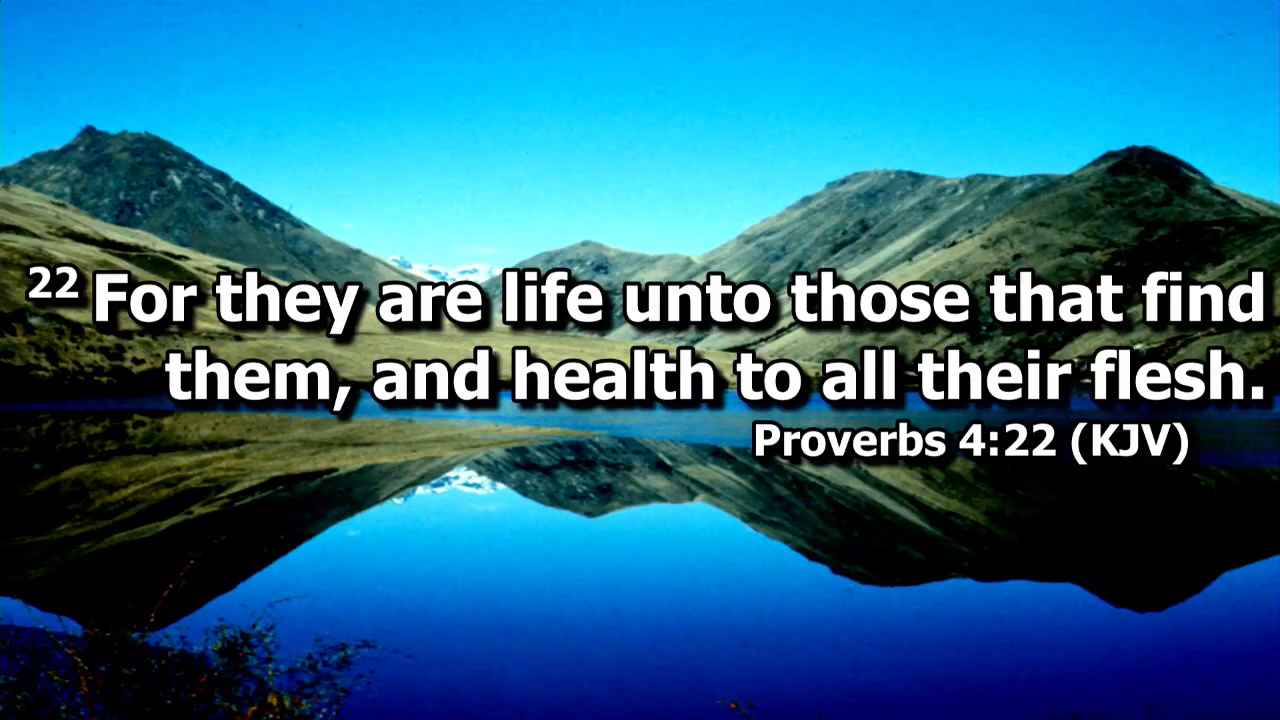 22 For they are life unto those that find
them, and health to all their flesh.
Proverbs 4:22 (KJV)